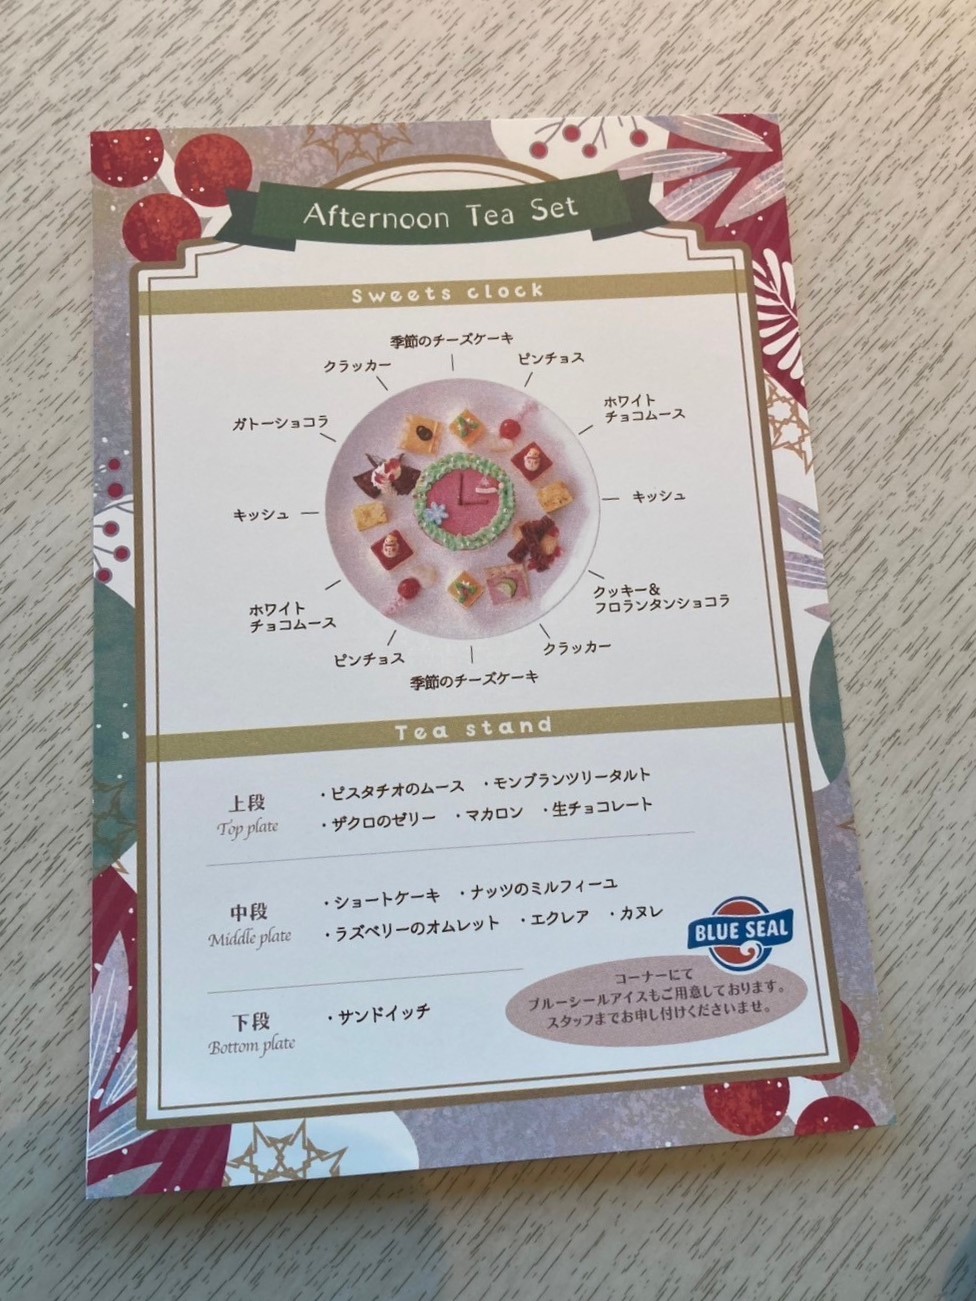 Afternoon Tea Set
Sweets clock
季節のチーズケーキ
クラッカー
ピンチョス
ガトーショコラ
ホワイト
チョコムース
キッシュ
キッシュ
ホワイト
チョコムース
クッキー&
フロランタンショコラ
ピンチョス
クラッカー
季節のチーズケーキ
Tea stand
上段
Top plate
・ピスタチオのムース ・モンブランツリータルト
・ザクロのゼリー ・マカロン ・生チョコレート
中段
Middle plate
・ショートケーキ ・ナッツのミルフィーユ
・ラズベリーのオムレット ・エクレア ・カヌレ
BLUE SEAL
コーナーにて
ブルーシールアイスもご用意しております。
スタッフまでお申し付けくださいませ。
下段
Bottom plate
・サンドイッチ